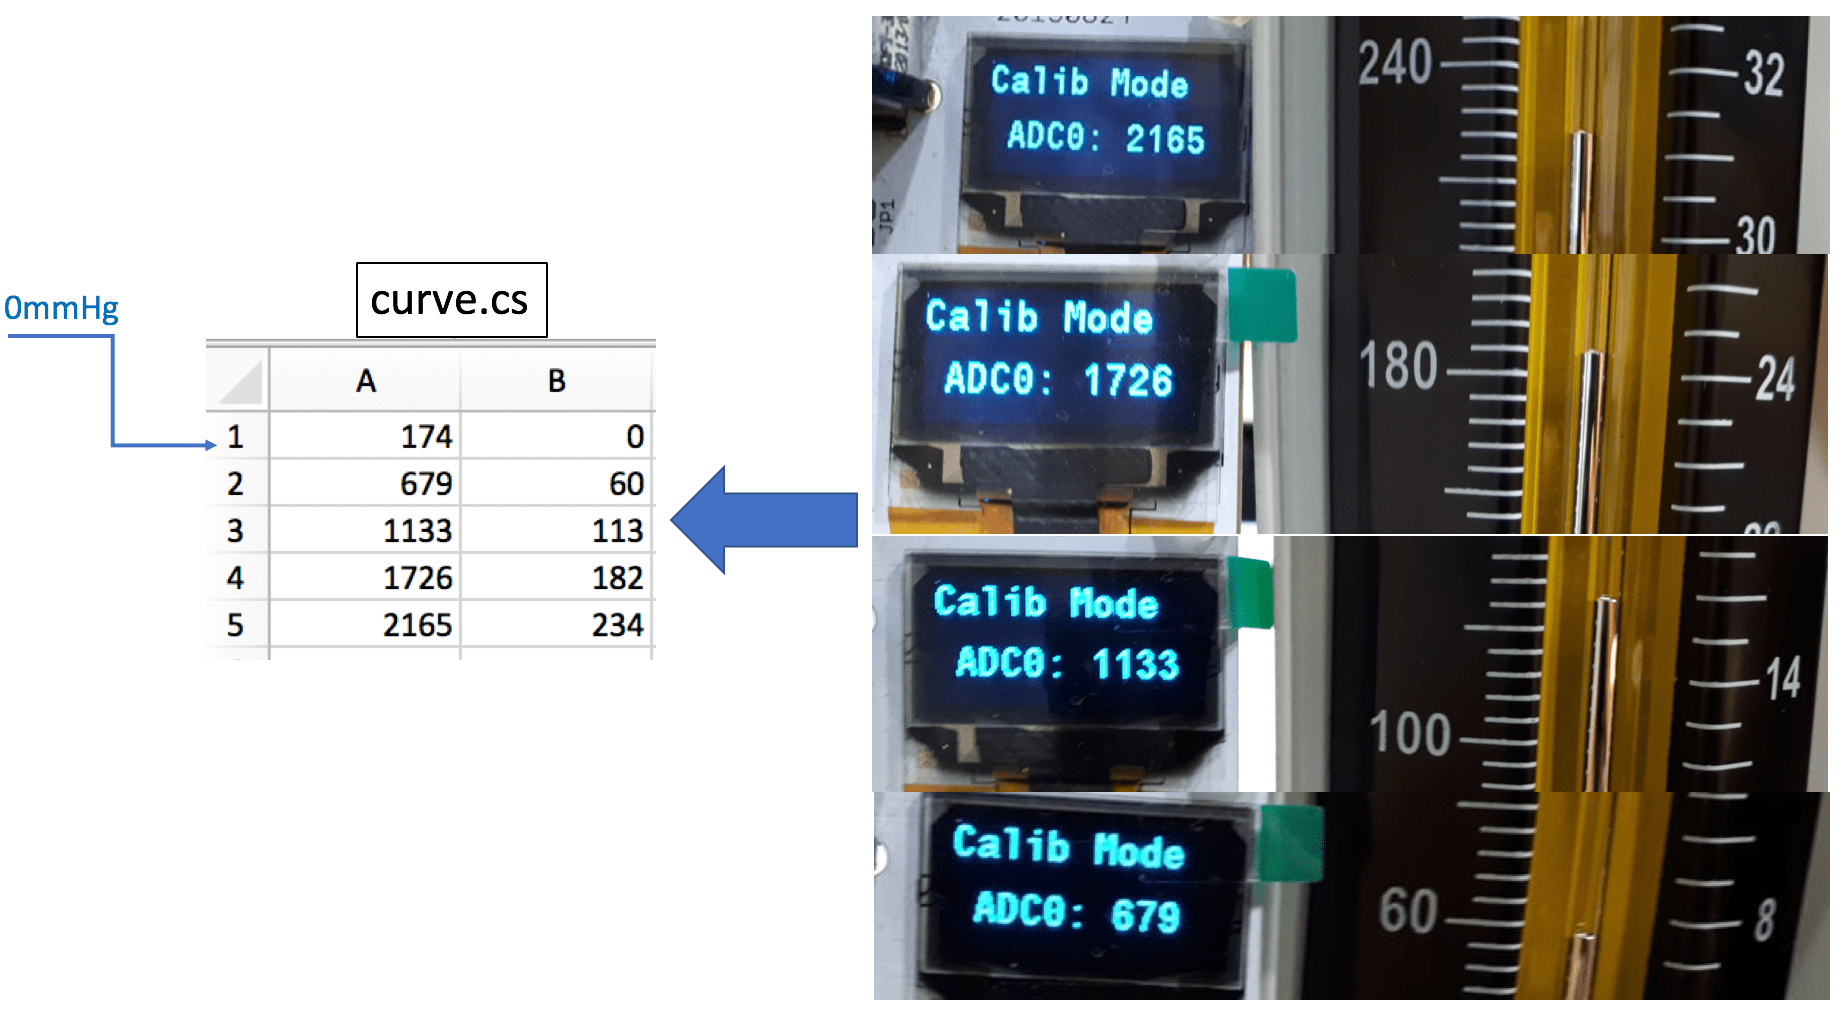 0mmHg
curve.cs
A B
1 174 0
2 679 60
3 1133 113
4 1726 182
5 2165 234
Calib Mode
ADC0: 2165
JP1
240
32
30
Calib Mode
ADC0: 1726
180
24
Calib Mode
ADC0: 1133
100
14
Calib Mode
ADC0: 679
60
8